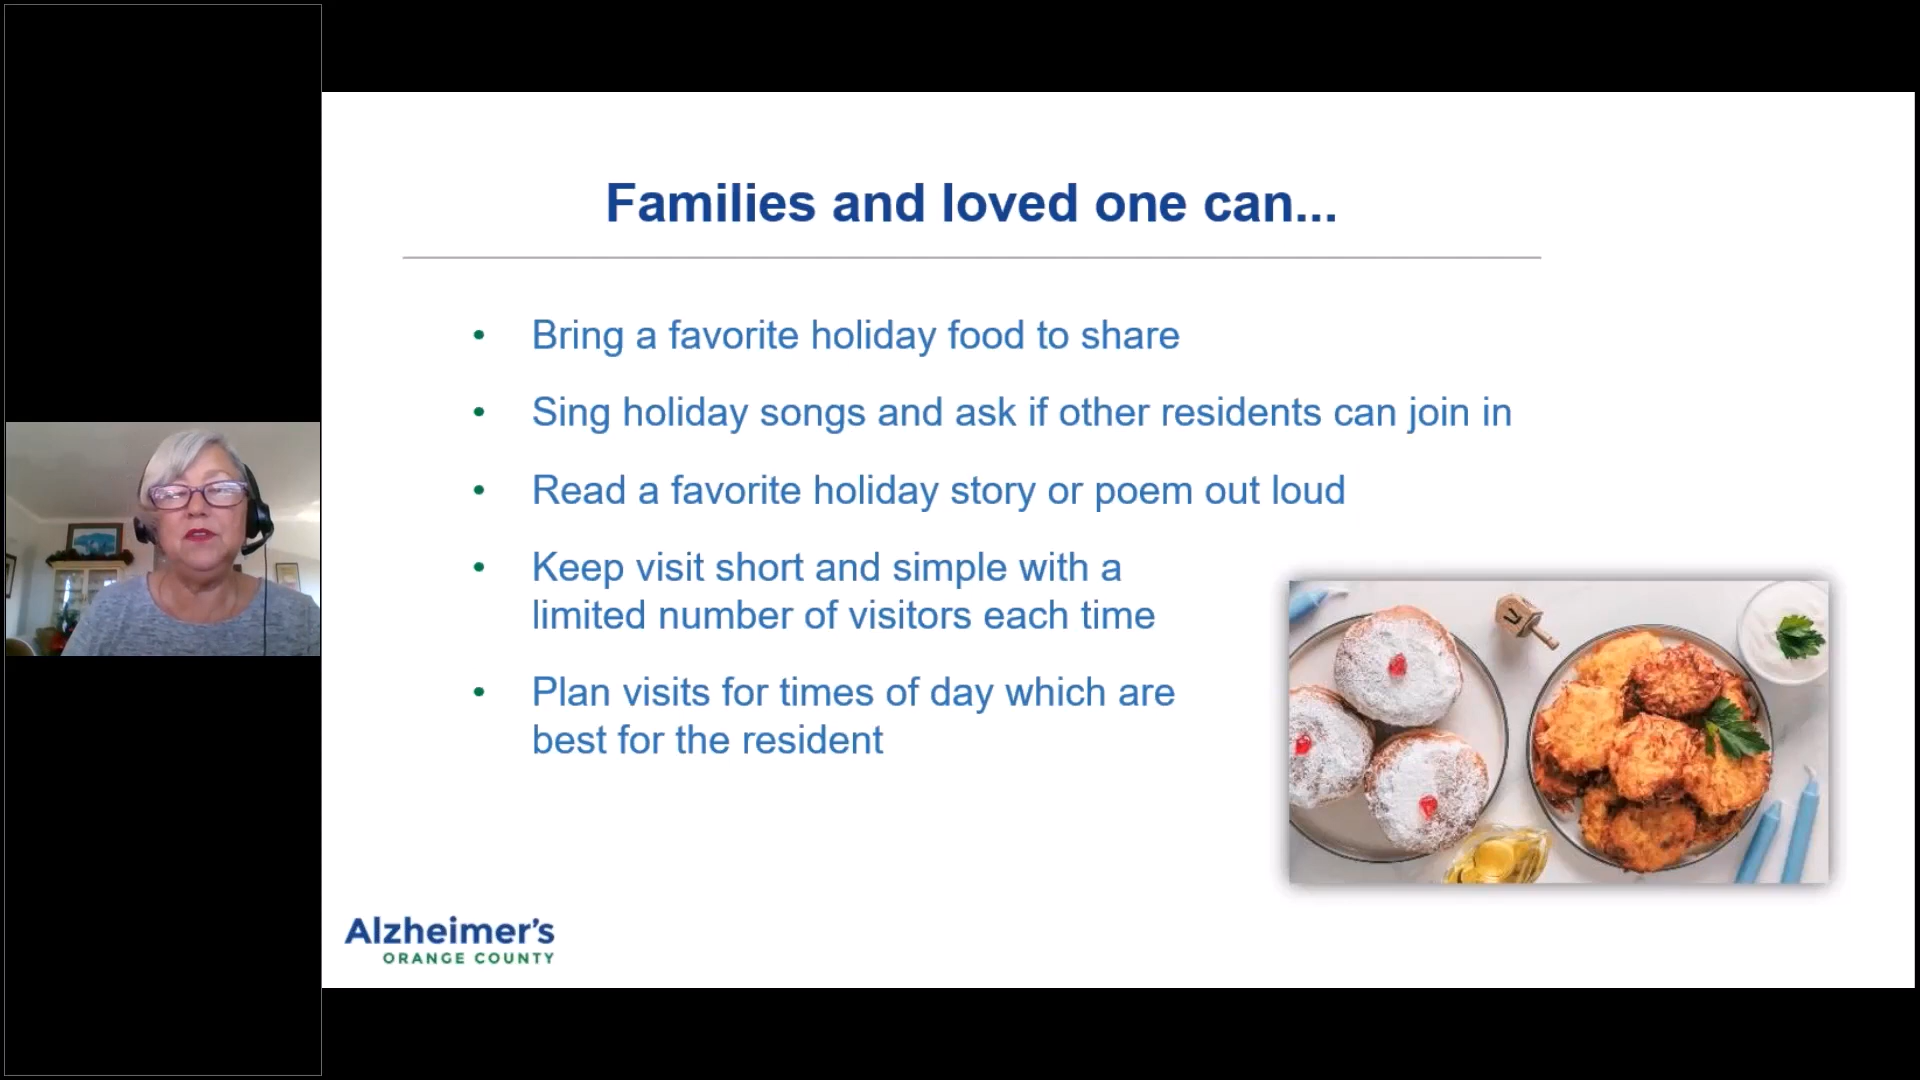 Families and loved one can...
• Bring a favorite holiday food to share
• Sing holiday songs and ask if other residents can join in
• Read a favorite holiday story or poem out loud
• Keep visit short and simple with a
limited number of visitors each time
• Plan visits for times of day which are
best for the resident
Alzheimer's
ORANGE COUNTY